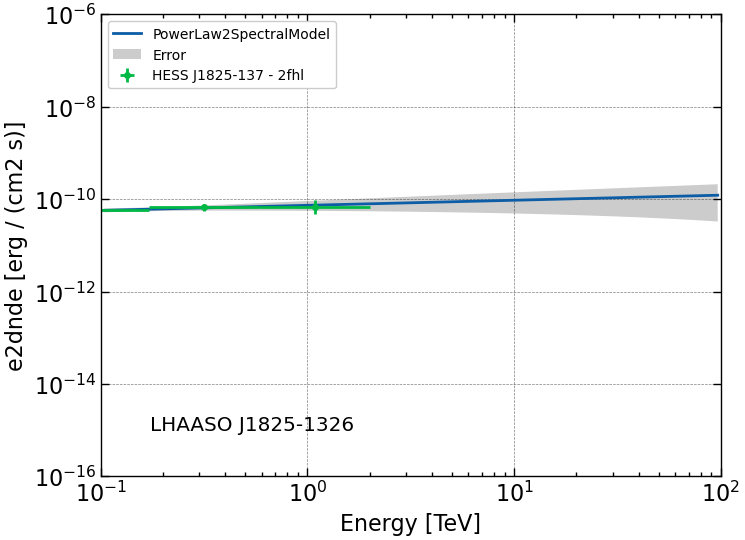 10^{-6}
PowerLaw2SpectralModel
Error
HESS J1825-137 - 2fhl
10^{-8}
10^{-10}
10^{-12}
10^{-14}
10^{-16}
e2dnde [erg / (cm2 s)]
LHAASO J1825-1326
10^{-1}
10^{0}
10^{1}
10^{2}
Energy [TeV]